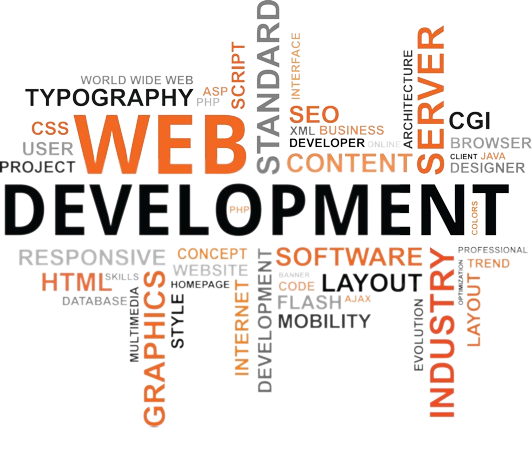 STANDARD
INTERFACE
SERVER
SCRIPT
ARCHITECTURE
WORLD WIDE WEB
TYPOGRAPHY
ASP
PHP
SEO
CGI
CSS
WEB
XML BUSINESS
USER
DEVELOPER ONLINE
BROWSER
PROJECT
CONTENT
CLIENT JAVA
DESIGNER
DEVELOPMENT
PHP
COLORS
RESPONSIVE
CONCEPT
SOFTWARE
PROFESSIONAL
WEBSITE
TREND
HTML
SKILLS
HOMEPAGE
BANNER
CODE
LAYOUT
DATABASE
FLASH
AJAX
MOBILITY
MULTIMEDIA
GRAPHICS
STYLE
INTERNET
DEVELOPMENT
EVOLUTION
INDUSTRY
OPTIMIZATION
LAYOUT